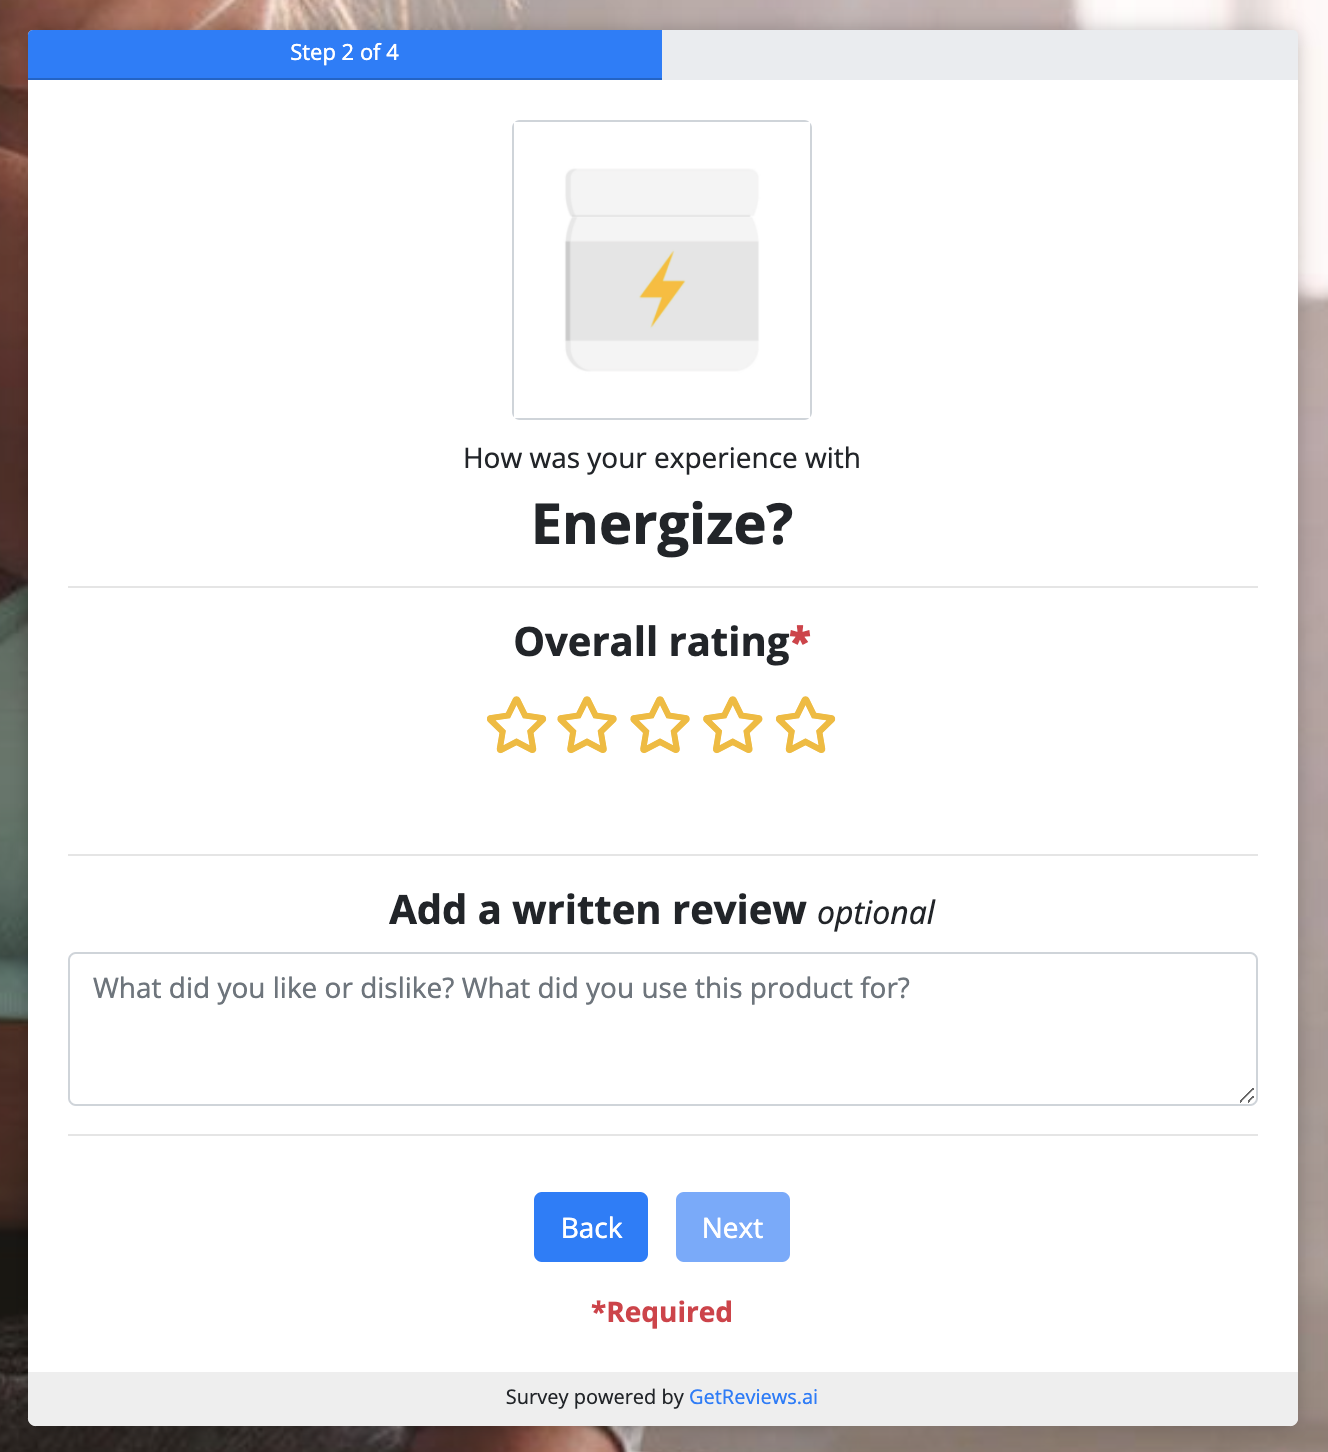 Step 2 of 4
How was your experience with
Energize?
Overall rating*
Add a written review optional
What did you like or dislike? What did you use this product for?
Back Next
*Required
Survey powered by GetReviews.ai